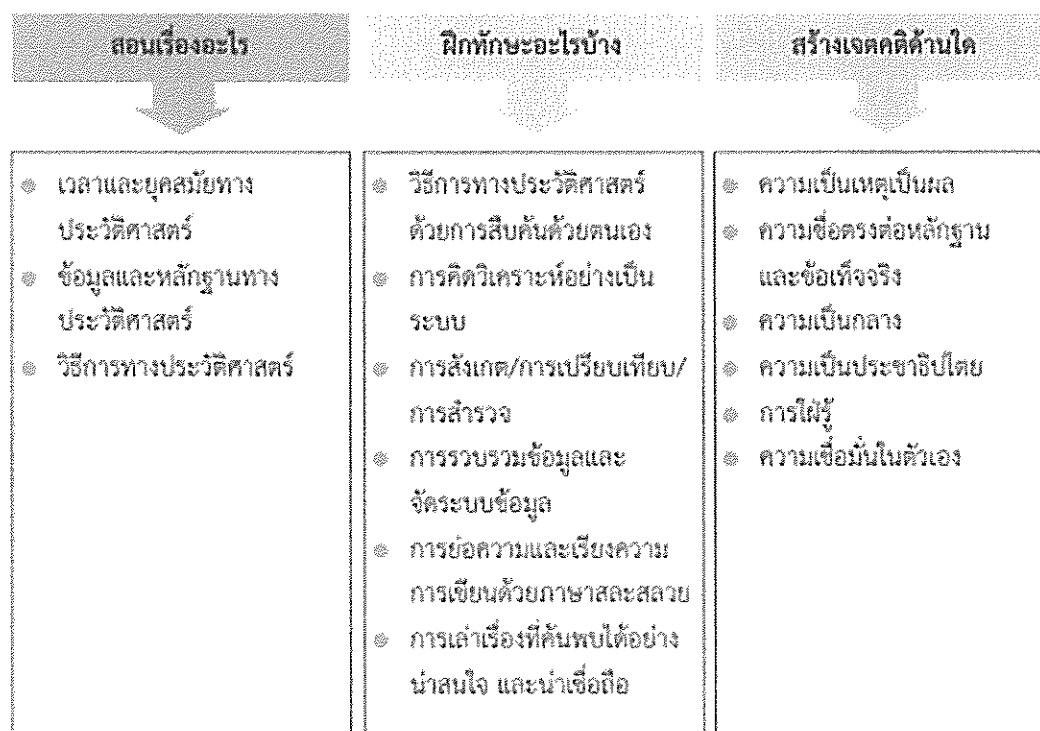 สอนเรื่องอะไร
ฝึกทักษะอะไรบ้าง
สร้างเจตคติด้านใด
เวลาและยุคสมัยทาง
ประวัติศาสตร์
ข้อมูลและหลักฐานทาง
ประวัติศาสตร์
วิธีการทางประวัติศาสตร์
วิธีการทางประวัติศาสตร์
ด้วยการสืบค้นด้วยตนเอง
การคิดวิเคราะห์อย่างเป็น
ระบบ
การสังเกต/การเปรียบเทียบ/
การสำรวจ
การรวบรวมข้อมูลและ
จัดระบบข้อมูล
การย่อความและเรียงความ
การเขียนด้วยภาษาสละสลวย
การเล่าเรื่องที่ค้นพบได้อย่าง
น่าสนใจ และน่าเชื่อถือ
ความเป็นเหตุเป็นผล
ความซื่อตรงต่อหลักฐาน
และข้อเท็จจริง
ความเป็นกลาง
ความเป็นประชาธิปไตย
การใฝ่รู้
ความเชื่อมั่นในตัวเอง